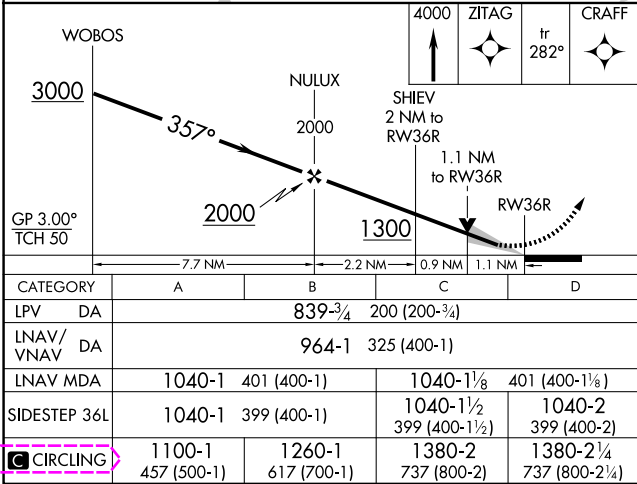 4000 ZITAG tr 282° CRAFF
WOBOS
NULUX
3000
357°
2000
SHIEV
2 NM to
RW36R
1.1 NM
to RW36R
RW36R
2000
1300
GP 3.00°
TCH 50
7.7 NM 2.2 NM 0.9 NM 1.1 NM
CATEGORY A B C D
LPV DA 839-¾ 200 (200-¾)
LNAV/
VNAV DA 964-1 325 (400-1)
LNAV MDA 1040-1 401 (400-1) 1040-1⅛ 401 (400-1⅛)
SIDESTEP 36L 1040-1 399 (400-1) 1040-1½ 1040-2
399 (400-1½) 399 (400-2)
C CIRCLING 1100-1 1260-1 1380-2 1380-2¼
457 (500-1) 617 (700-1) 737 (800-2) 737 (800-2¼)